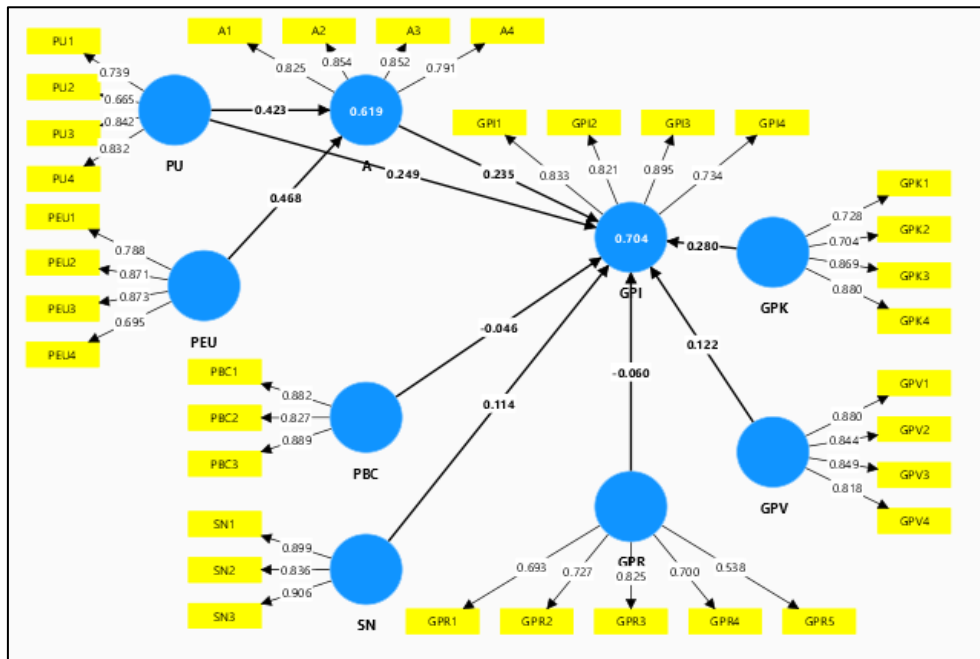 PU1
PU2
PU3
PU4
0.739
0.665
0.842
0.832
PU
A1
A2
A3
A4
0.825
0.854
0.852
0.791
0.619
A
0.423
0.249
0.468
0.235
PEU1
PEU2
PEU3
PEU4
0.788
0.871
0.873
0.695
PEU
GPI1
GPI2
GPI3
GPI4
0.833
0.821
0.895
0.734
0.704
GPI
0.280
GPK1
GPK2
GPK3
GPK4
0.728
0.704
0.869
0.880
GPK
-0.046
0.114
-0.060
0.122
PBC1
PBC2
PBC3
0.882
0.827
0.889
PBC
GPV1
GPV2
GPV3
GPV4
0.880
0.844
0.849
0.818
GPV
SN1
SN2
SN3
0.899
0.836
0.906
SN
GPR
0.693
0.727
0.825
0.700
0.538
GPR1
GPR2
GPR3
GPR4
GPR5